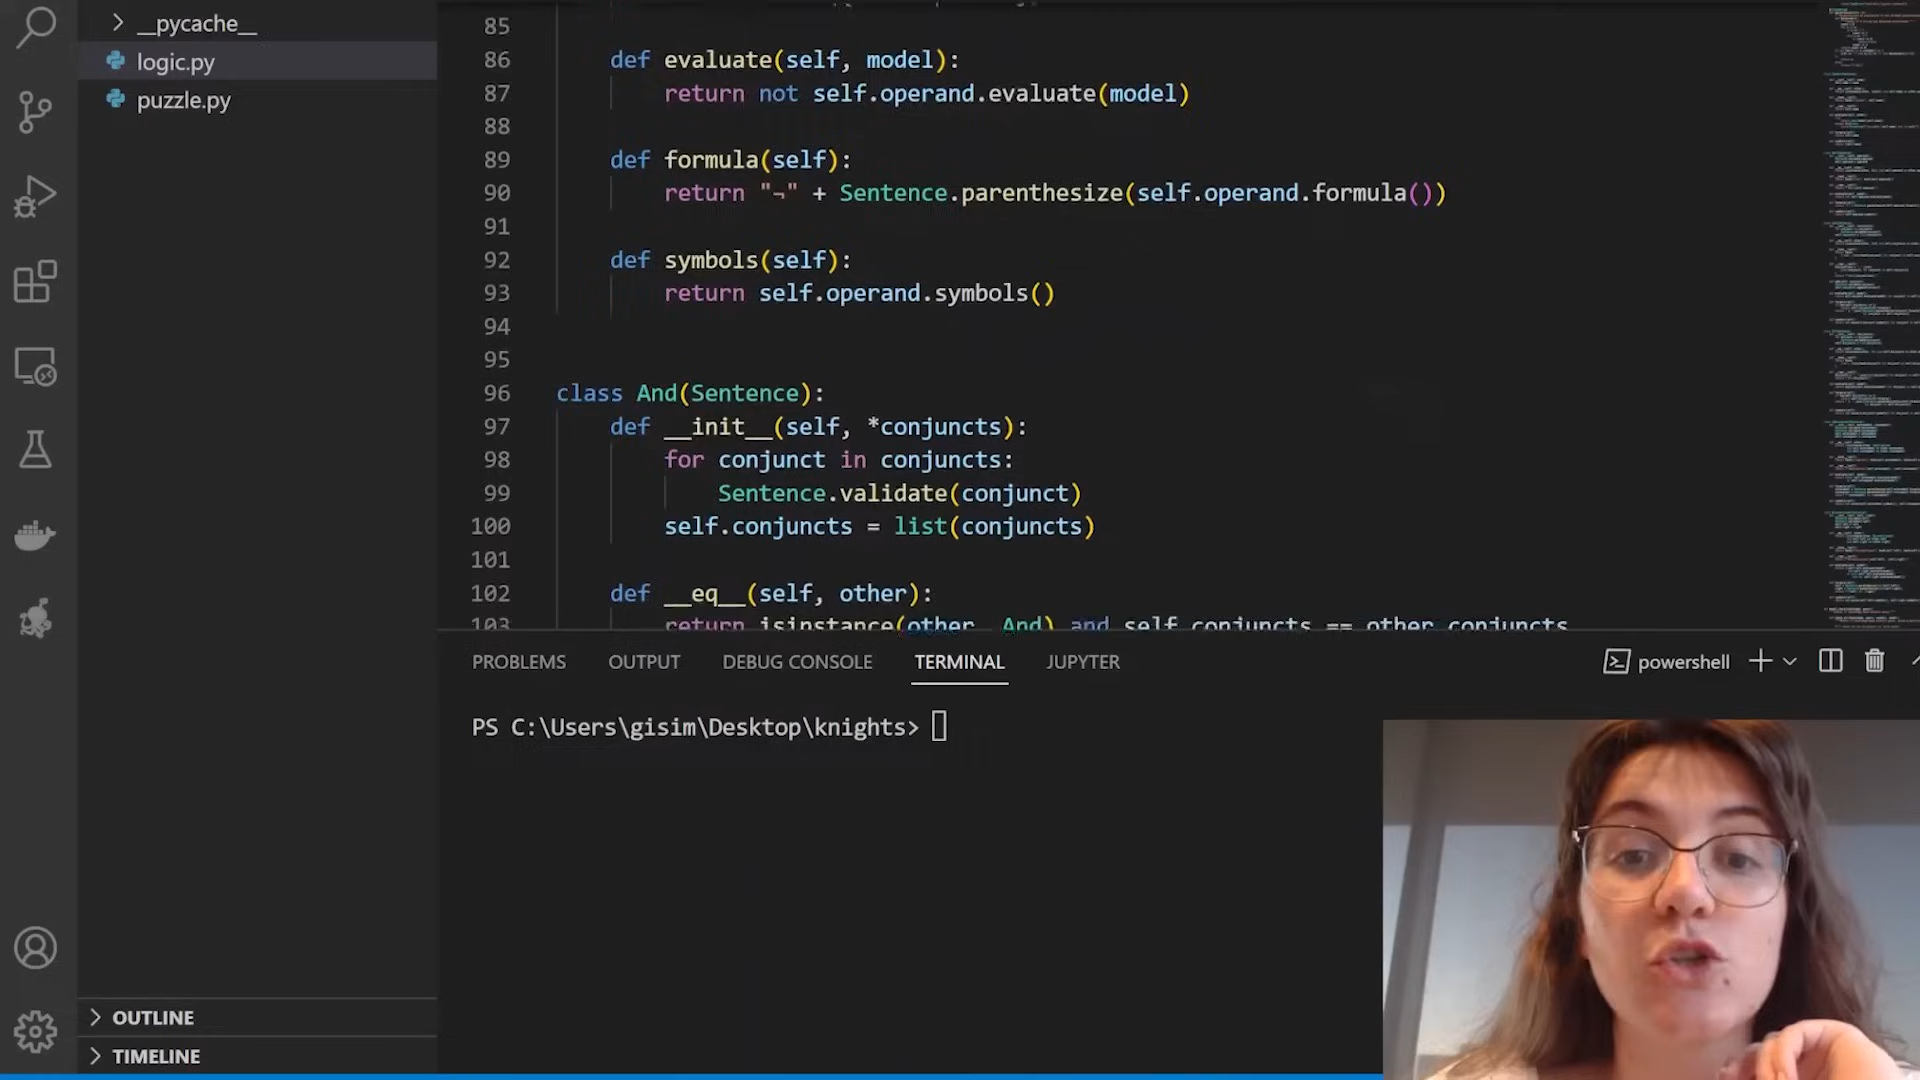 __pycache__
logic.py
puzzle.py
OUTLINE
TIMELINE
85
86 def evaluate(self, model):
87 return not self.operand.evaluate(model)
88
89 def formula(self):
90 return "¬" + Sentence.parenthesize(self.operand.formula())
91
92 def symbols(self):
93 return self.operand.symbols()
94
95
96 class And(Sentence):
97 def __init__(self, *conjuncts):
98 for conjunct in conjuncts:
99 Sentence.validate(conjunct)
100 self.conjuncts = list(conjuncts)
101
102 def __eq__(self, other):
103 return isinstance(other, And) and self.conjuncts == other.conjuncts
PROBLEMS OUTPUT DEBUG CONSOLE TERMINAL JUPYTER powershell
PS C:\Users\gisim\Desktop\knights>